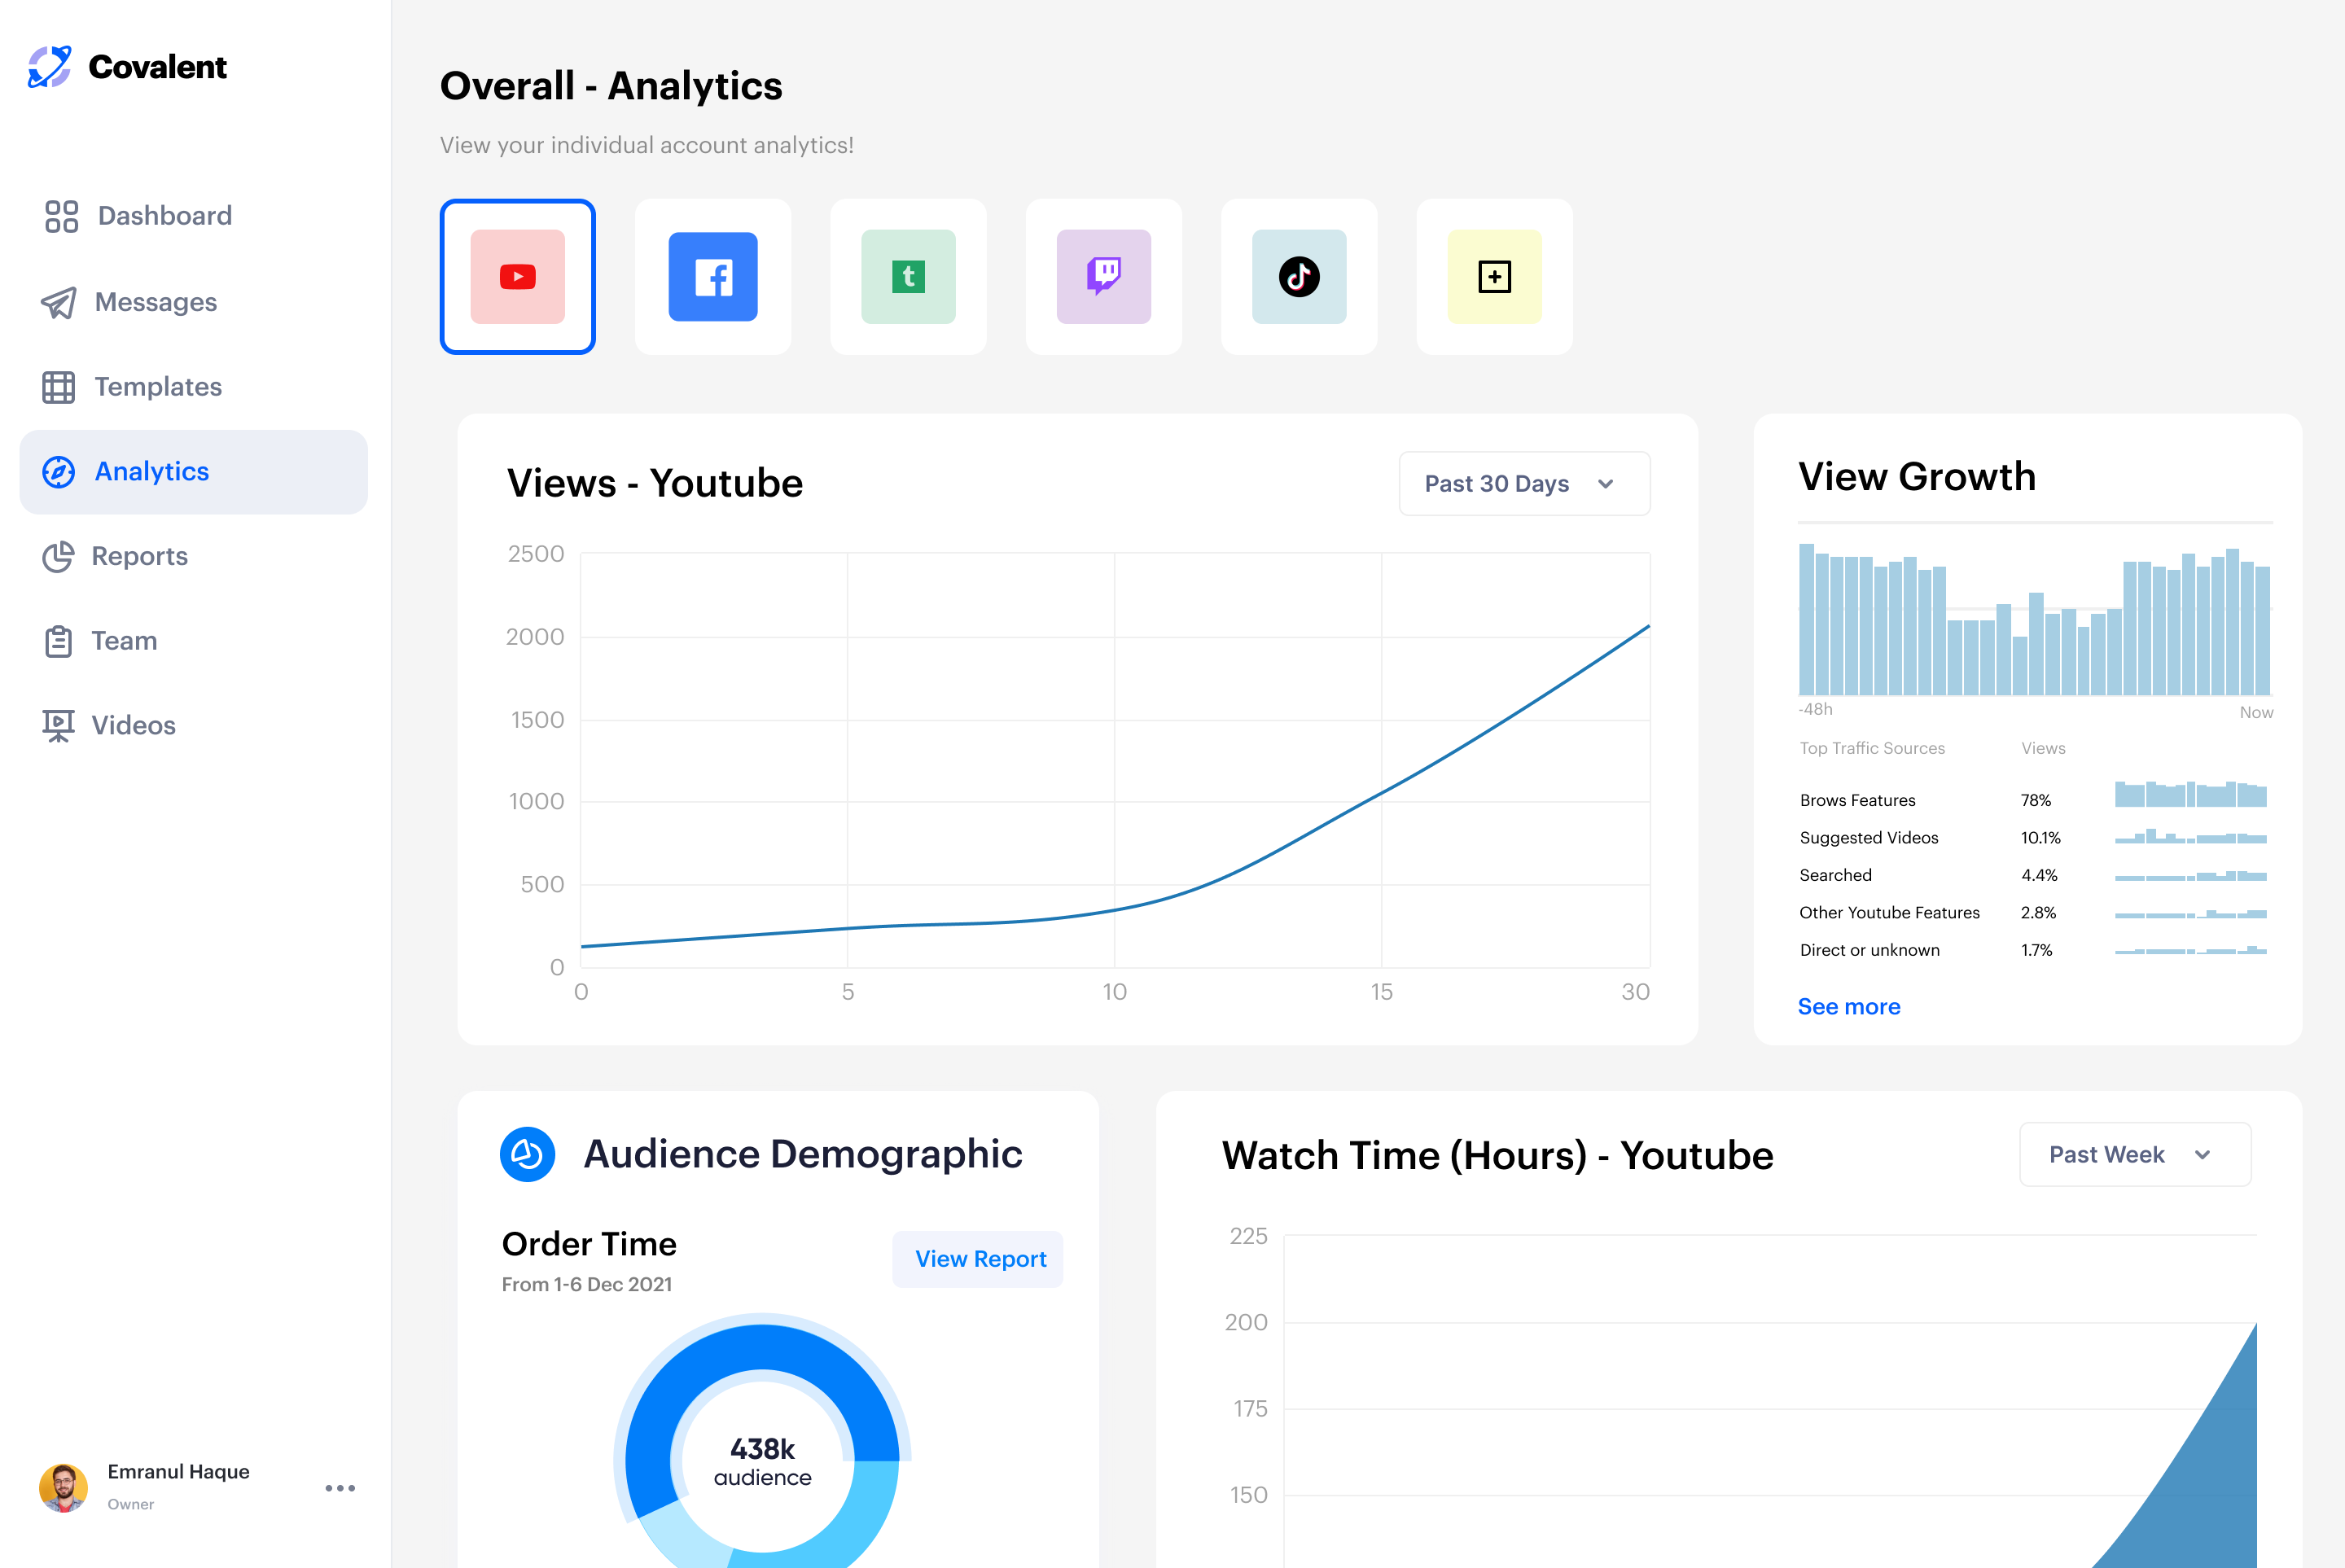 Covalent
Dashboard
Messages
Templates
Analytics
Reports
Team
Videos
Emranul Haque
Owner
Overall - Analytics
View your individual account analytics!
t
Views - Youtube
Past 30 Days
2500
2000
1500
1000
500
0
0 5 10 15 30
View Growth
-48h
Now
Top Traffic Sources Views
Brows Features 78%
Suggested Videos 10.1%
Searched 4.4%
Other Youtube Features 2.8%
Direct or unknown 1.7%
See more
Audience Demographic
Order Time
From 1-6 Dec 2021
View Report
438k
audience
Watch Time (Hours) - Youtube
Past Week
225
200
175
150